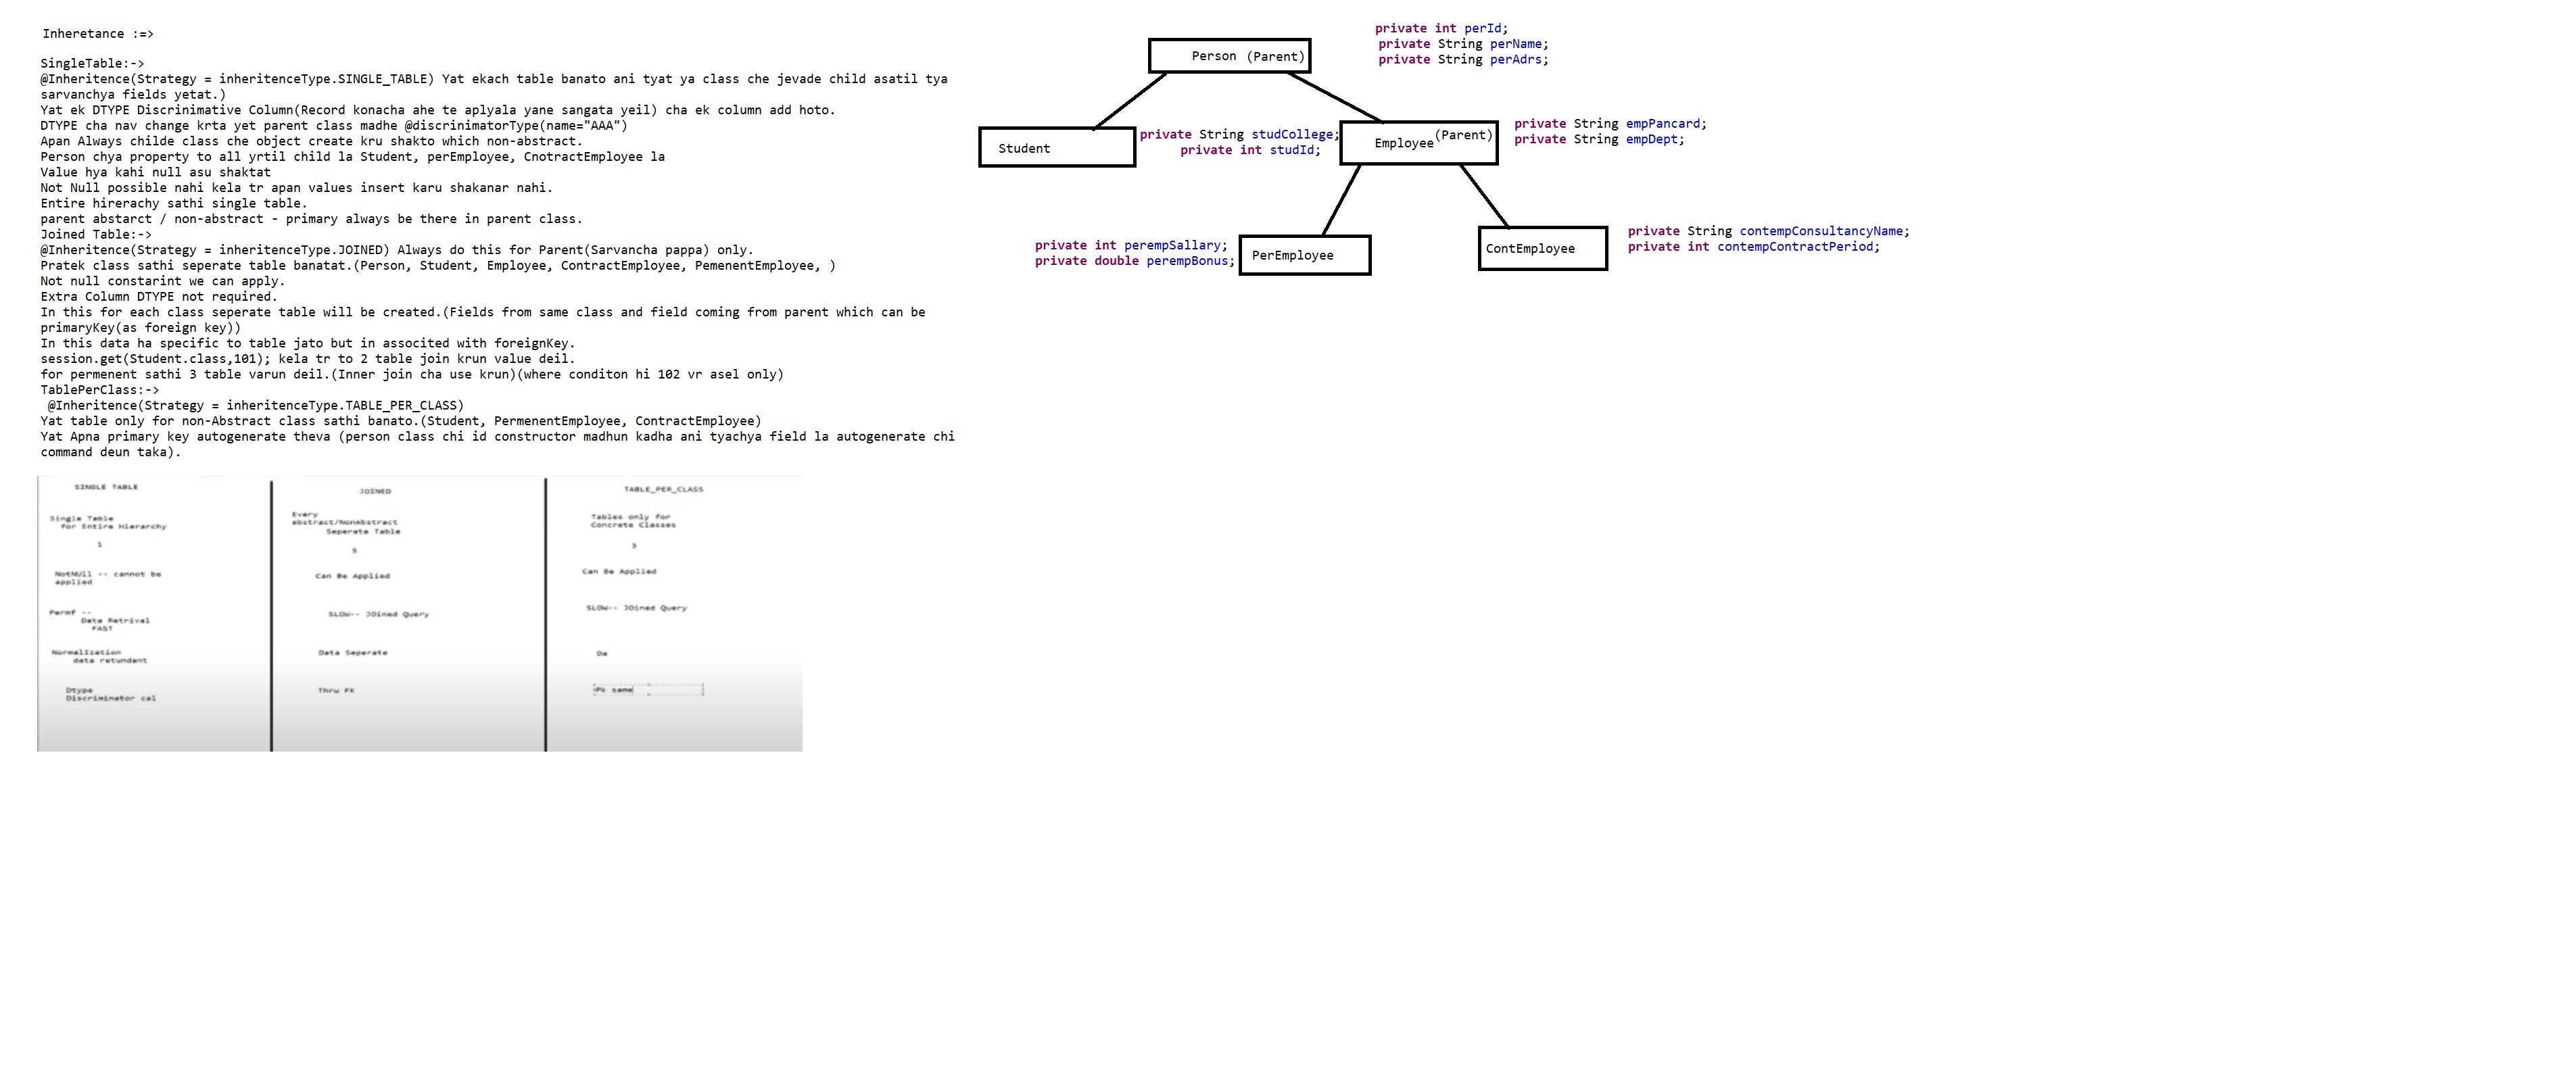 Inheretance :=>
SingleTable:->
@Inheritence(Strategy = inheritenceType.SINGLE_TABLE) Yat ekach table banato ani tyat ya class che jevade child asatil tya
sarvanchya fields yetat.)
Yat ek DTYPE Discrinimative Column(Record konacha ahe te aplyala yane sangata yeil) cha ek column add hoto.
DTYPE cha nav change krta yet parent class madhe @discrinimatorType(name="AAA")
Apan Always childe class che object create kru shakto which non-abstract.
Person chya property to all yrtil child la Student, perEmployee, CnotractEmployee la
Value hya kahi null asu shaktat
Not Null possible nahi kela tr apan values insert karu shakanar nahi.
Entire hirerachy sathi single table.
parent abstarct / non-abstract - primary always be there in parent class.
Joined Table:->
@Inheritence(Strategy = inheritenceType.JOINED) Always do this for Parent(Sarvancha pappa) only.
Pratek class sathi seperate table banatat.(Person, Student, Employee, ContractEmployee, PemenentEmployee, )
Not null constarint we can apply.
Extra Column DTYPE not required.
In this for each class seperate table will be created.(Fields from same class and field coming from parent which can be
primaryKey(as foreign key))
In this data ha specific to table jato but in associted with foreignKey.
session.get(Student.class,101); kela tr to 2 table join krun value deil.
for permenent sathi 3 table varun deil.(Inner join cha use krun)(where conditon hi 102 vr asel only)
TablePerClass:->
@Inheritence(Strategy = inheritenceType.TABLE_PER_CLASS)
Yat table only for non-Abstract class sathi banato.(Student, PermenentEmployee, ContractEmployee)
Yat Apna primary key autogenerate theva (person class chi id constructor madhun kadha ani tyachya field la autogenerate chi
command deun taka).
Person (Parent)
private int perId;
private String perName;
private String perAdrs;
Student
private String studCollege;
private int studId;
Employee (Parent)
private String empPancard;
private String empDept;
private int perempSallary;
private double perempBonus;
PerEmployee
ContEmployee
private String contempConsultancyName;
private int contempContractPeriod;
SINGLE TABLE
Single Table
for Entire Hierarchy
1
NotNUll -- cannot be
applied
Permf --
Data Retrival
FAST
Normalization
data retundant
Dtype
Discriminator cal
JOINED
Every
abstract/NonAbstract
Seperate Table
5
Can Be Applied
SLOW-- JOined Query
Data Seperate
Thru FK
TABLE_PER_CLASS
Tables only for
Concrete Classes
3
Can Be Applied
SLOW-- JOined Query
Da
Pk same